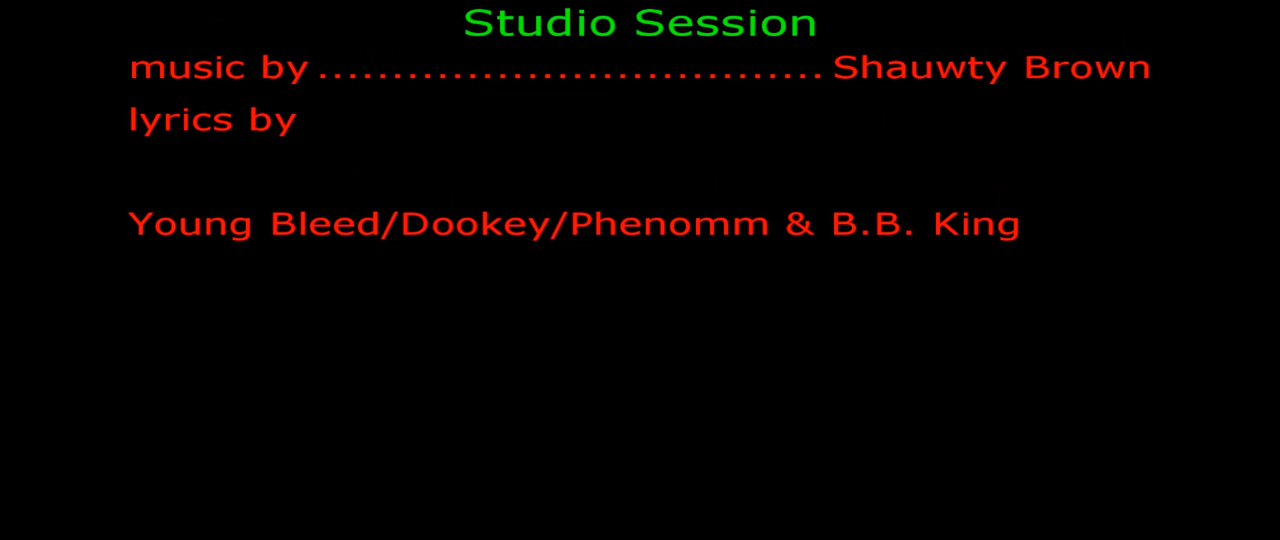 Studio Session
music by..................................Shauwty Brown
lyrics by
Young Bleed/Dookey/Phenomm & B.B. King